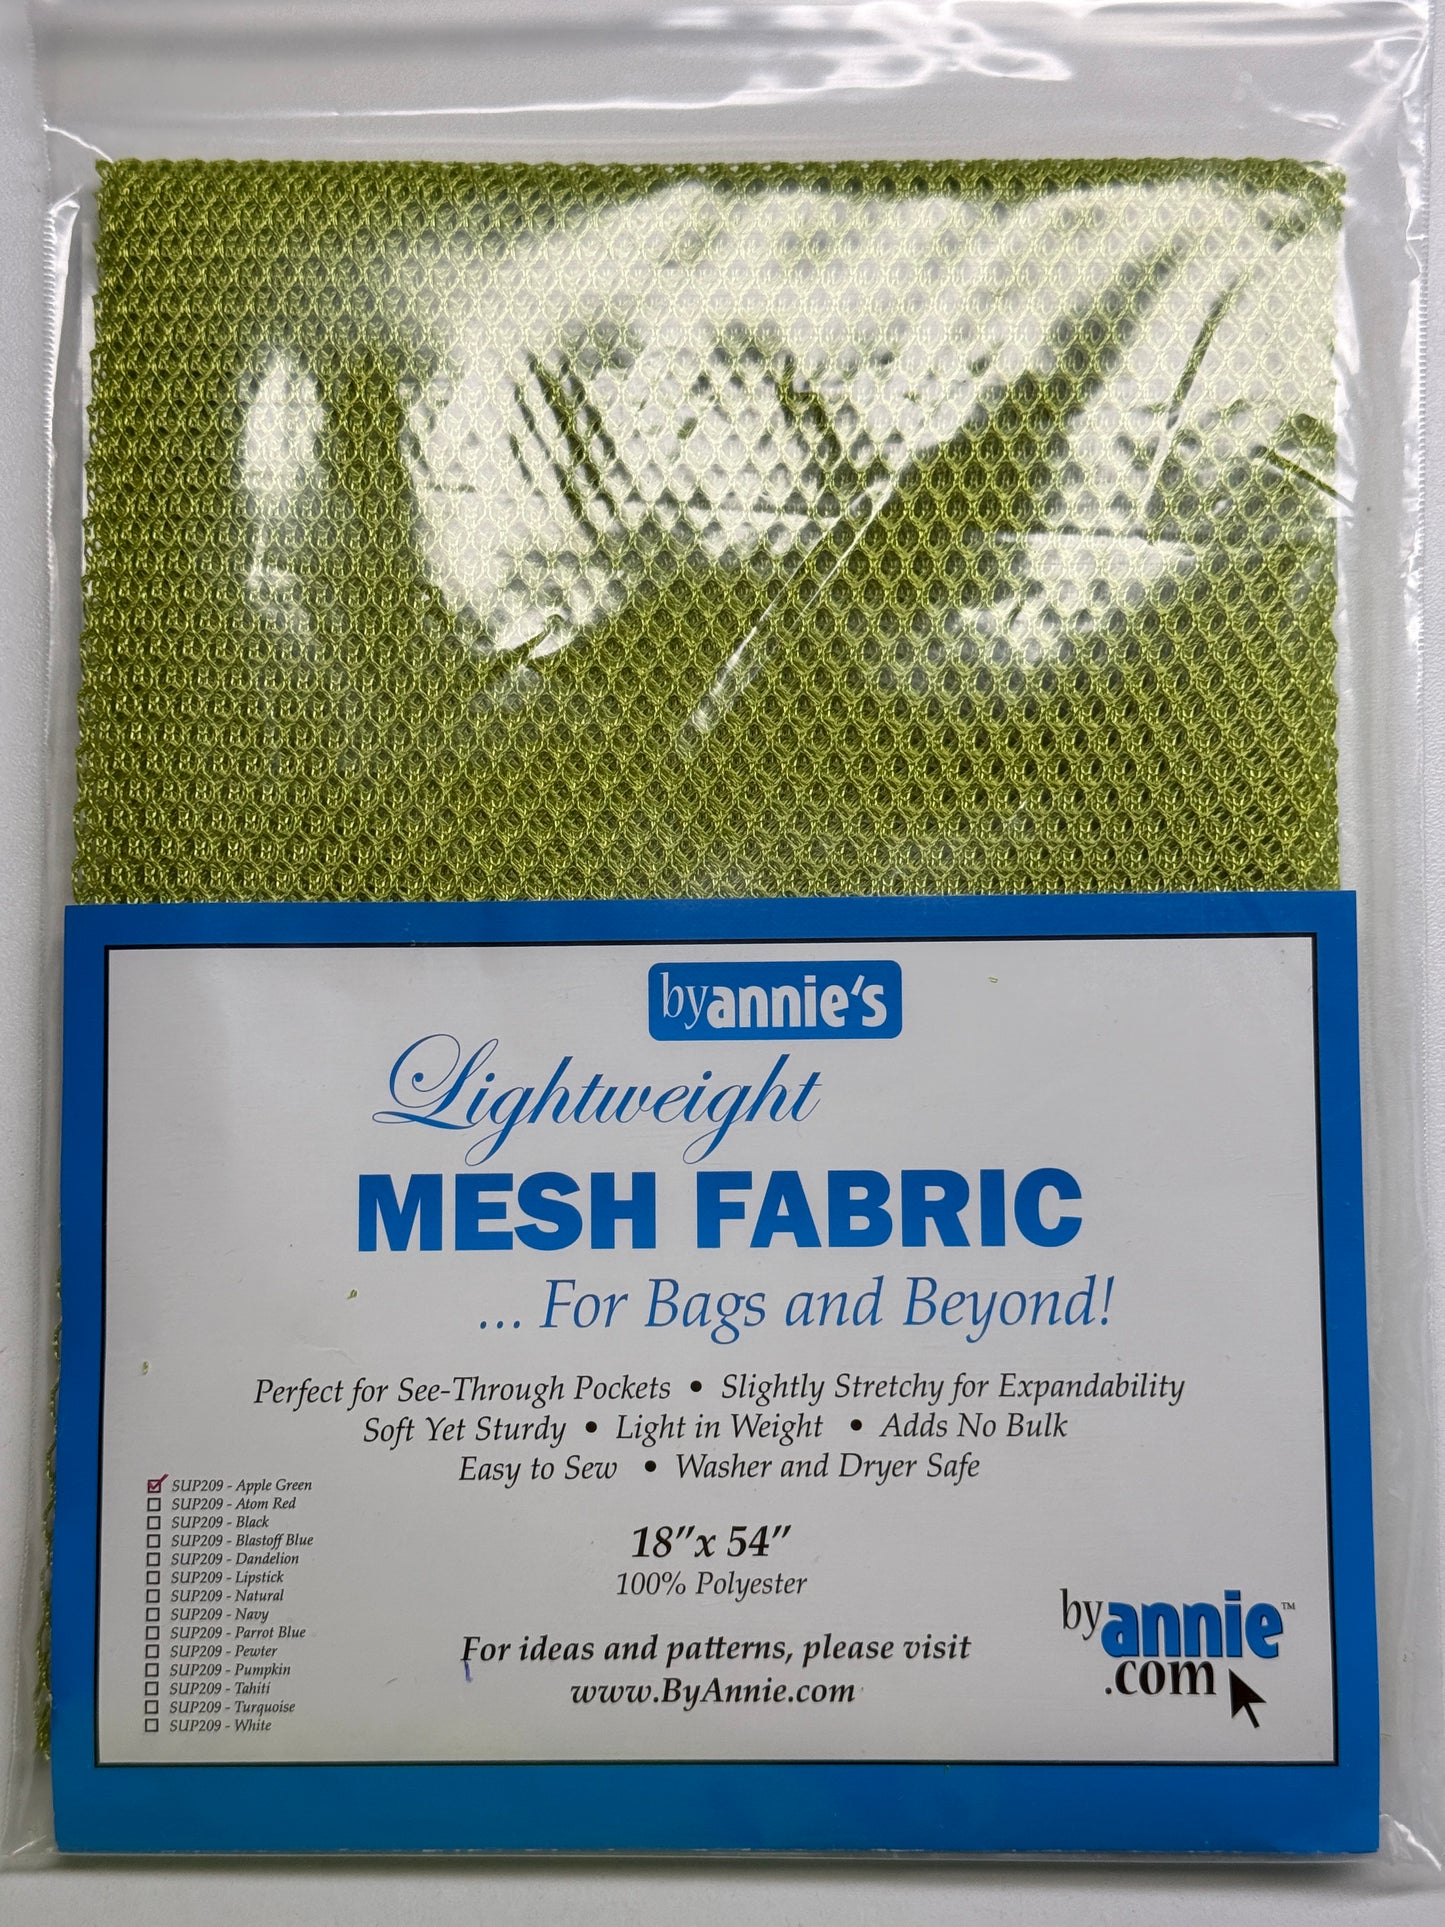 byannie's
Lightweight
MESH FABRIC
... For Bags and Beyond!
Perfect for See-Through Pockets • Slightly Stretchy for Expandability
Soft Yet Sturdy • Light in Weight • Adds No Bulk
Easy to Sew • Washer and Dryer Safe
SUP209 - Apple Green
SUP209 - Atom Red
SUP209 - Black
SUP209 - Blastoff Blue
SUP209 - Dandelion
SUP209 - Lipstick
SUP209 - Natural
SUP209 - Navy
SUP209 - Parrot Blue
SUP209 - Pewter
SUP209 - Pumpkin
SUP209 - Tahiti
SUP209 - Turquoise
SUP209 - White
18"x 54"
100% Polyester
For ideas and patterns, please visit
www.ByAnnie.com
byannie™
.com